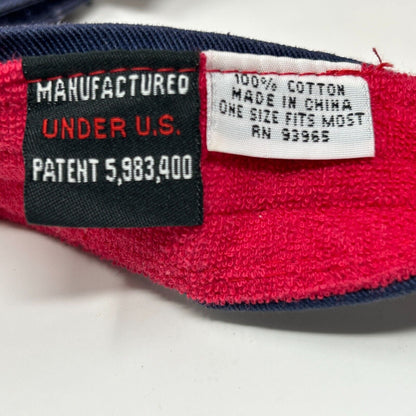 MANUFACTURED
UNDER U.S.
PATENT 5,983,400
100% COTTON
MADE IN CHINA
ONE SIZE FITS MOST
RN 93965